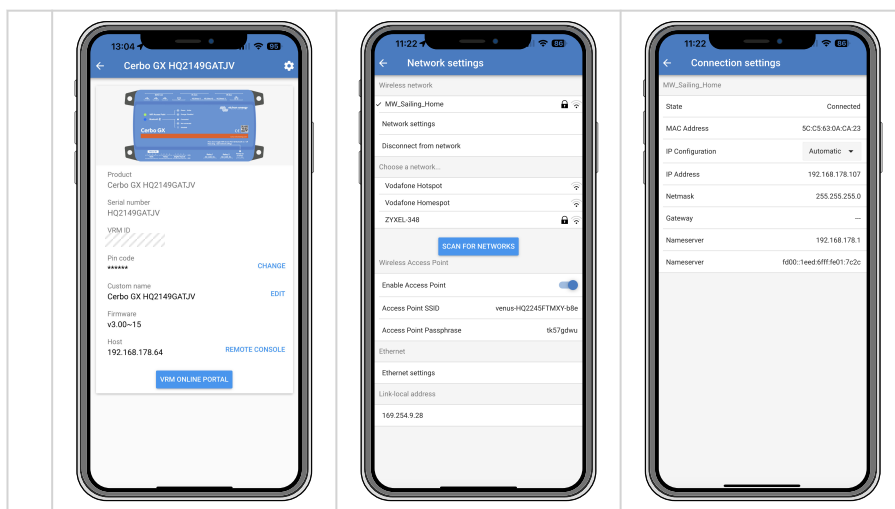 13:04
95
Cerbo GX HQ2149GATJV
Cerbo GX
Product
Cerbo GX HQ2149GATJV
Serial number
HQ2149GATJV
VRM ID
Pin code
****** CHANGE
Custom name
Cerbo GX HQ2149GATJV EDIT
Firmware
v3.00~15
Host
192.168.178.64 REMOTE CONSOLE
VRM ONLINE PORTAL
11:22
86
Network settings
Wireless network
MW_Sailing_Home
Network settings
Disconnect from network
Choose a network...
Vodafone Hotspot
Vodafone Homespot
ZYXEL-348
SCAN FOR NETWORKS
Wireless Access Point
Enable Access Point
Access Point SSID venus-HQ2245FTMXY-b8e
Access Point Passphrase tk57gdwu
Ethernet
Ethernet settings
Link-local address
169.254.9.28
11:22
86
Connection settings
MW_Sailing_Home
State Connected
MAC Address 5C:C5:63:0A:CA:23
IP Configuration Automatic
IP Address 192.168.178.107
Netmask 255.255.255.0
Gateway —
Nameserver 192.168.178.1
Nameserver fd00::1eed:6fff:fe01:7c2c